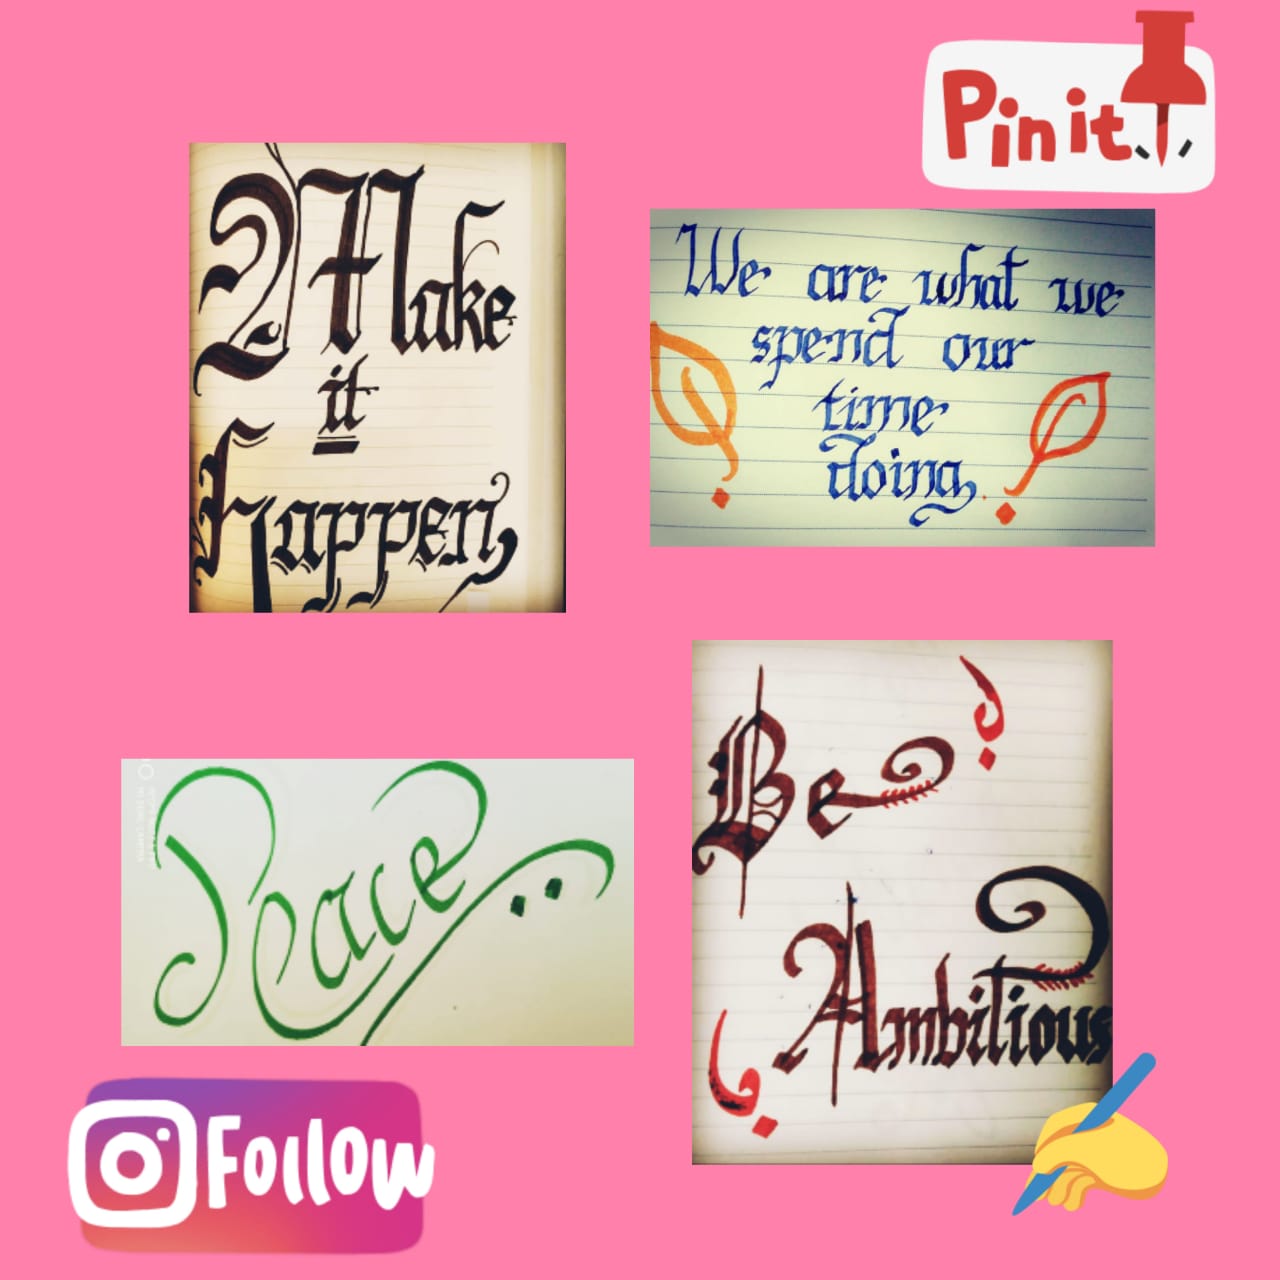 Pin it
Make
it
happen
We are what we
spend our
time
doing
Peace
Be
Ambitious
Follow